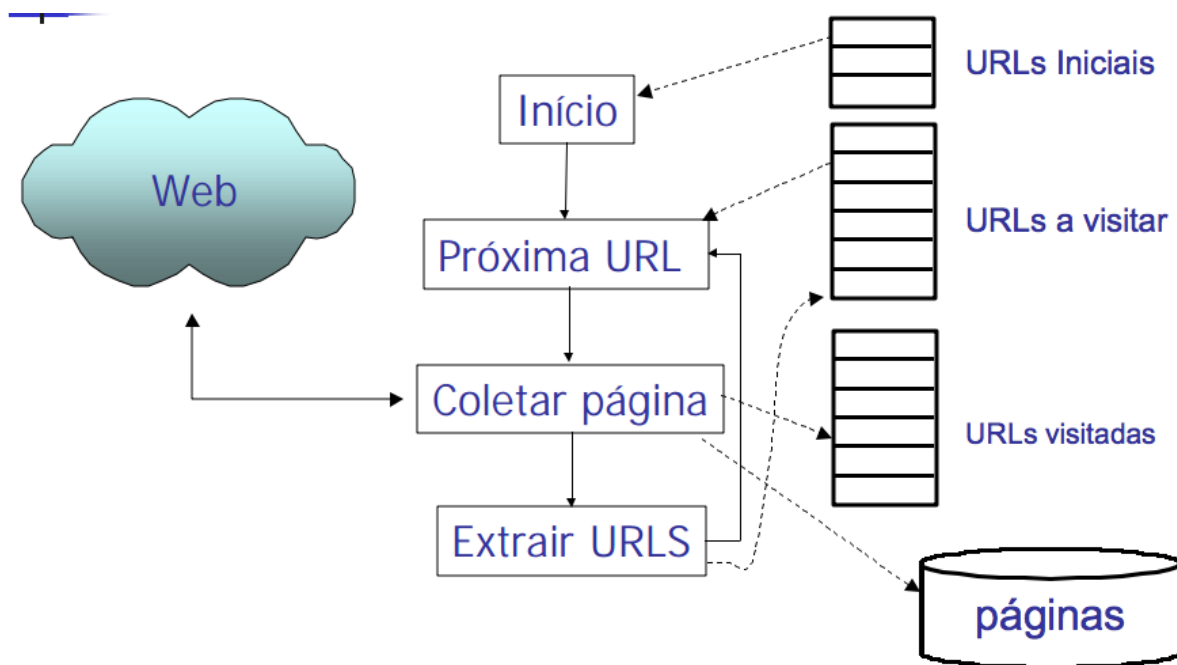 URLs Iniciais
Início
Web
URLs a visitar
Próxima URL
Coletar página
URLs visitadas
Extrair URLS
páginas